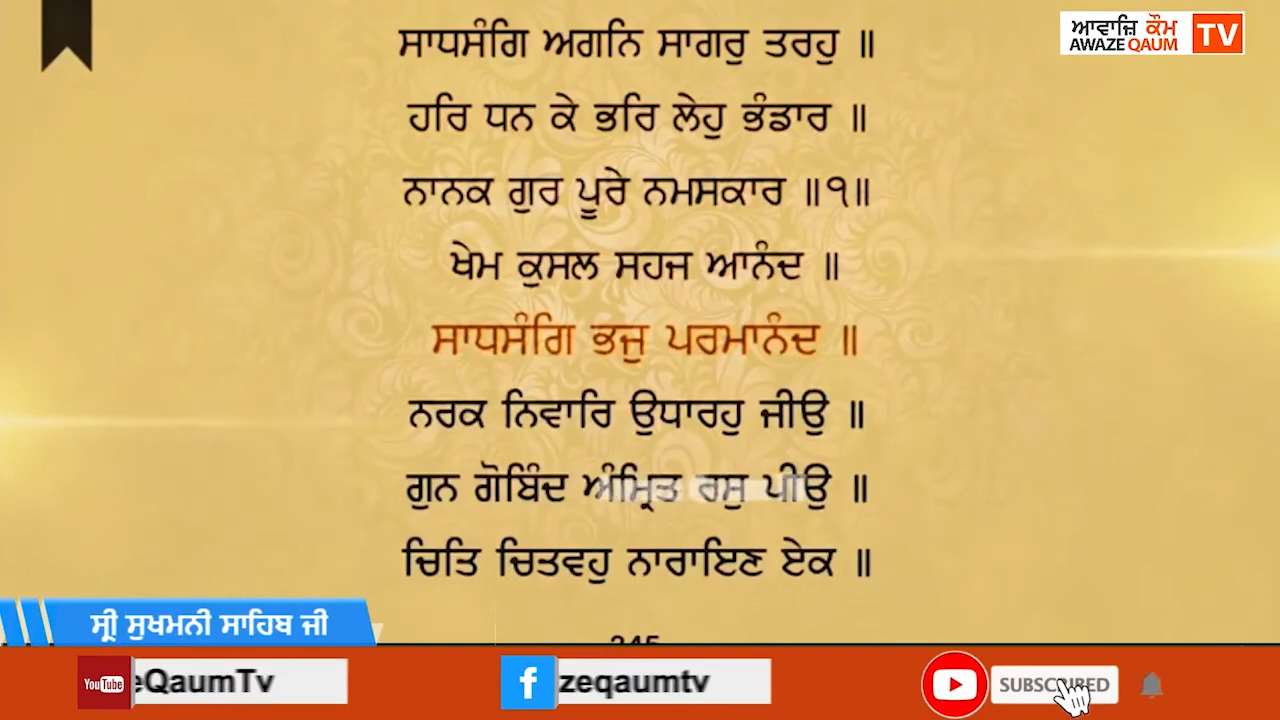 ਆਵਾਜ਼ਿ ਕੌਮ
AWAZE QAUM TV
ਸਾਧਸੰਗਿ ਅਗਨਿ ਸਾਗਰੁ ਤਰਹੁ ॥
ਹਰਿ ਧਨ ਕੇ ਭਰਿ ਲੇਹੁ ਭੰਡਾਰ ॥
ਨਾਨਕ ਗੁਰ ਪੂਰੇ ਨਮਸਕਾਰ ॥੧॥
ਖੇਮ ਕੁਸਲ ਸਹਜ ਆਨੰਦ ॥
ਸਾਧਸੰਗਿ ਭਜੁ ਪਰਮਾਨੰਦ ॥
ਨਰਕ ਨਿਵਾਰਿ ਉਧਾਰਹੁ ਜੀਉ ॥
ਗੁਨ ਗੋਬਿੰਦ ਅੰਮ੍ਰਿਤ ਰਸੁ ਪੀਉ ॥
ਚਿਤਿ ਚਿਤਵਹੁ ਨਾਰਾਇਣ ਏਕ ॥
ਸ੍ਰੀ ਸੁਖਮਨੀ ਸਾਹਿਬ ਜੀ
YouTube eQaumTv
f zeqaumtv
SUBSCRIBED